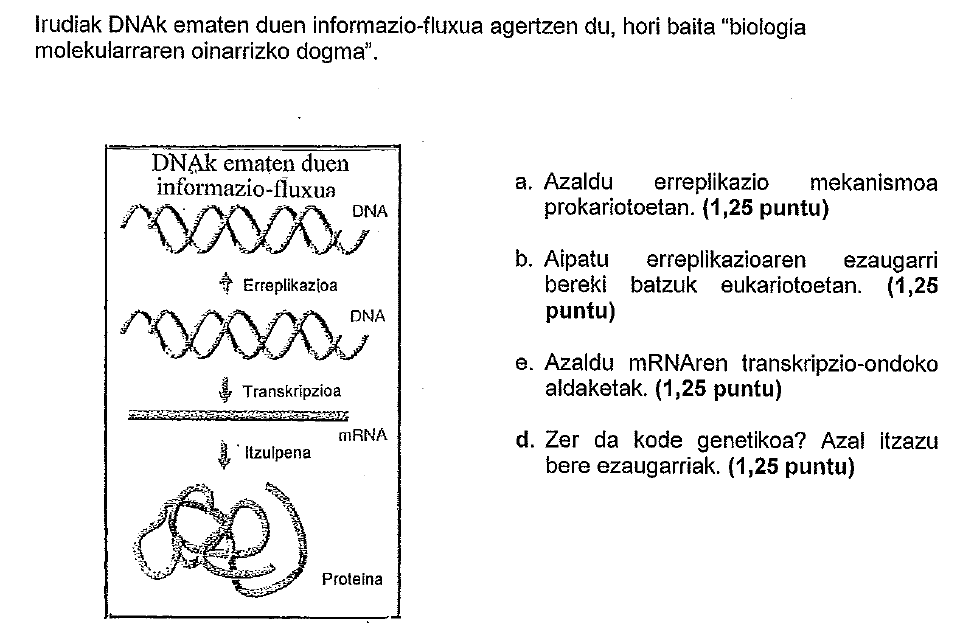 Irudiak DNAk ematen duen informazio-fluxua agertzen du, hori baita "biologia
molekularraren oinarrizko dogma".
DNAk ematen duen
informazio-fluxua
DNA
Erreplikazioa
DNA
Transkripzioa
mRNA
Itzulpena
Proteina
a. Azaldu erreplikazio mekanismoa
prokariotoetan. (1,25 puntu)
b. Aipatu erreplikazioaren ezaugarri
bereki batzuk eukariotoetan. (1,25
puntu)
e. Azaldu mRNAren transkripzio-ondoko
aldaketak. (1,25 puntu)
d. Zer da kode genetikoa? Azal itzazu
bere ezaugarriak. (1,25 puntu)